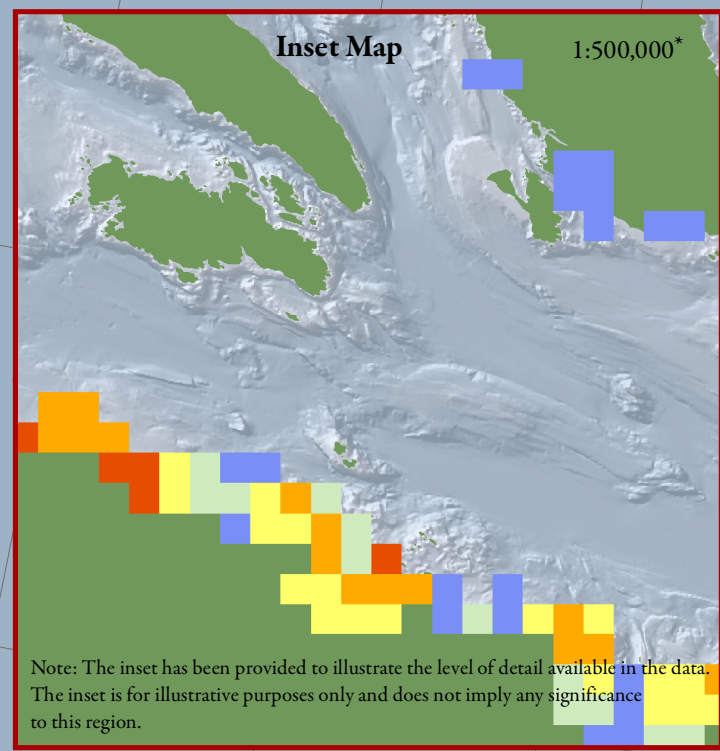 Inset Map
1:500,000*
Note: The inset has been provided to illustrate the level of detail available in the data.
The inset is for illustrative purposes only and does not imply any significance
to this region.